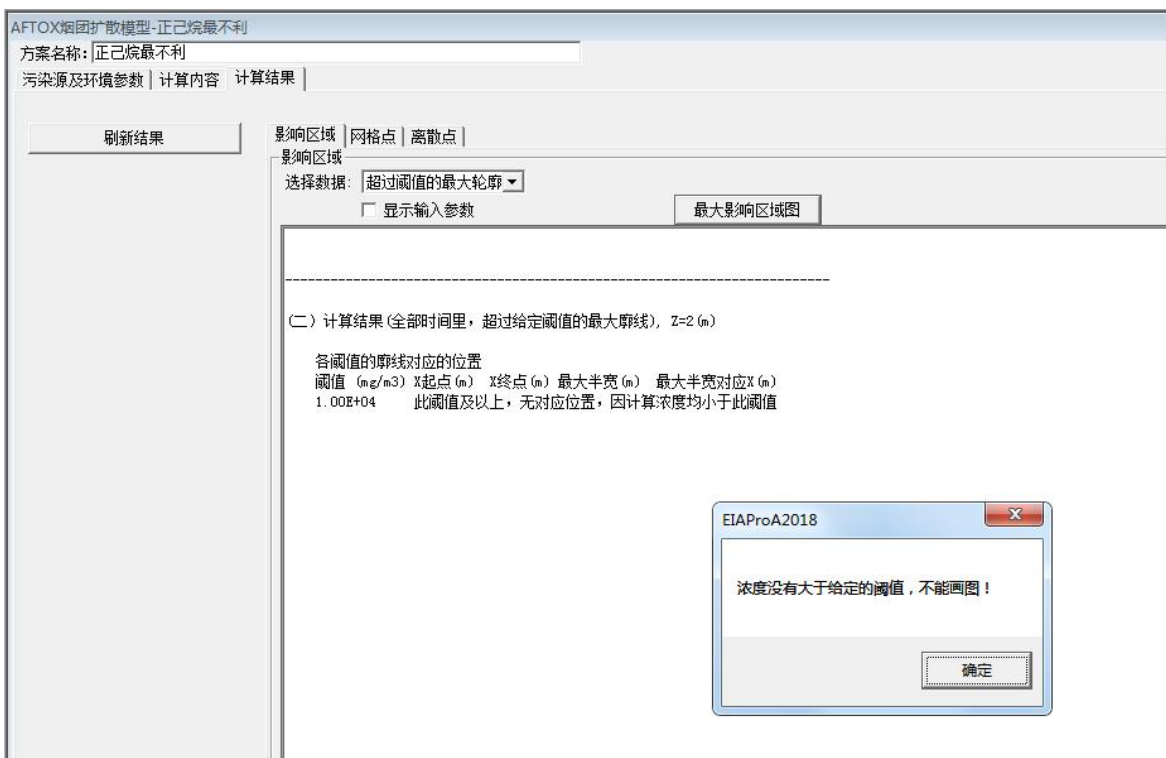 AFTOX烟团扩散模型-正己烷最不利
方案名称: 正己烷最不利
污染源及环境参数 计算内容 计算结果
刷新结果
影响区域 网格点 离散点
影响区域
选择数据: 超过阈值的最大轮廓
显示输入参数
最大影响区域图
--------------------------------------------------------------------------
(二) 计算结果(全部时间里，超过给定阈值的最大廓线), Z=2(m)
各阈值的廓线对应的位置
阈值 (mg/m3) X起点(m) X终点(m) 最大半宽(m) 最大半宽对应X(m)
1.00E+04 此阈值及以上，无对应位置，因计算浓度均小于此阈值
EIAProA2018
浓度没有大于给定的阈值，不能画图！
确定